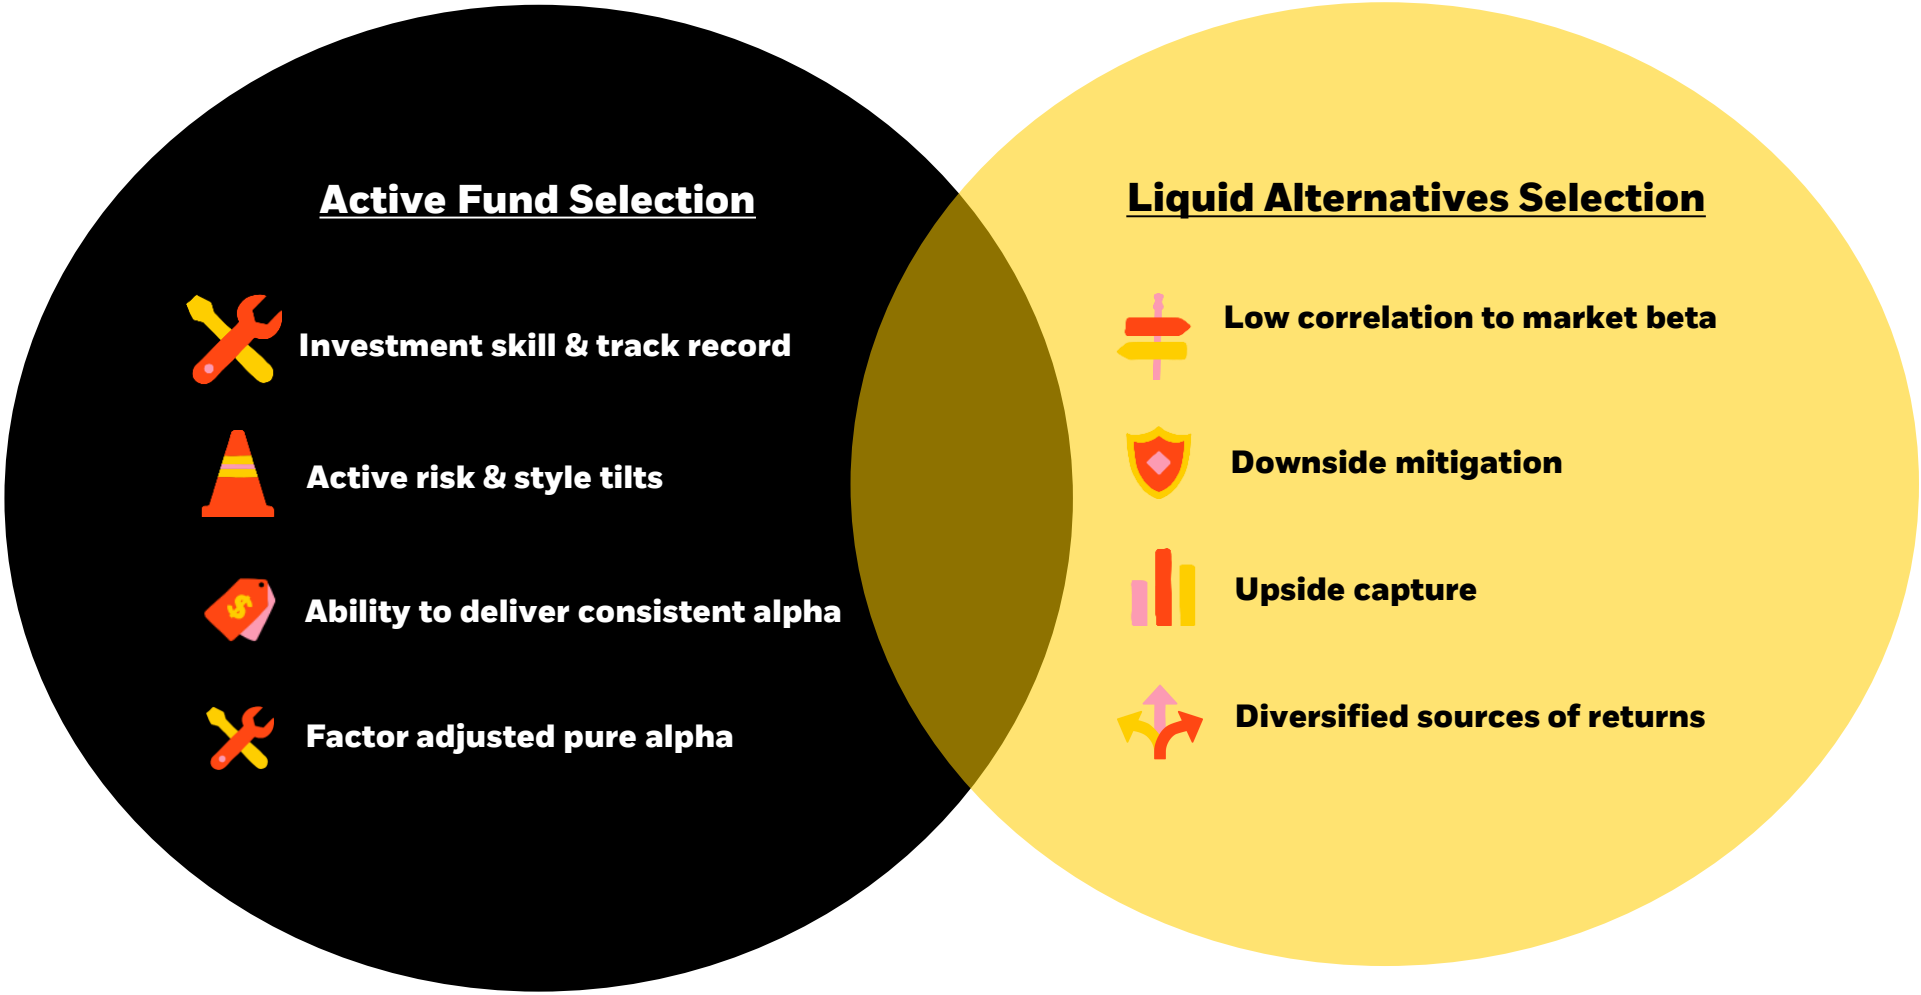 Active Fund Selection
Investment skill & track record
Active risk & style tilts
$
Ability to deliver consistent alpha
Factor adjusted pure alpha
Liquid Alternatives Selection
Low correlation to market beta
Downside mitigation
Upside capture
Diversified sources of returns